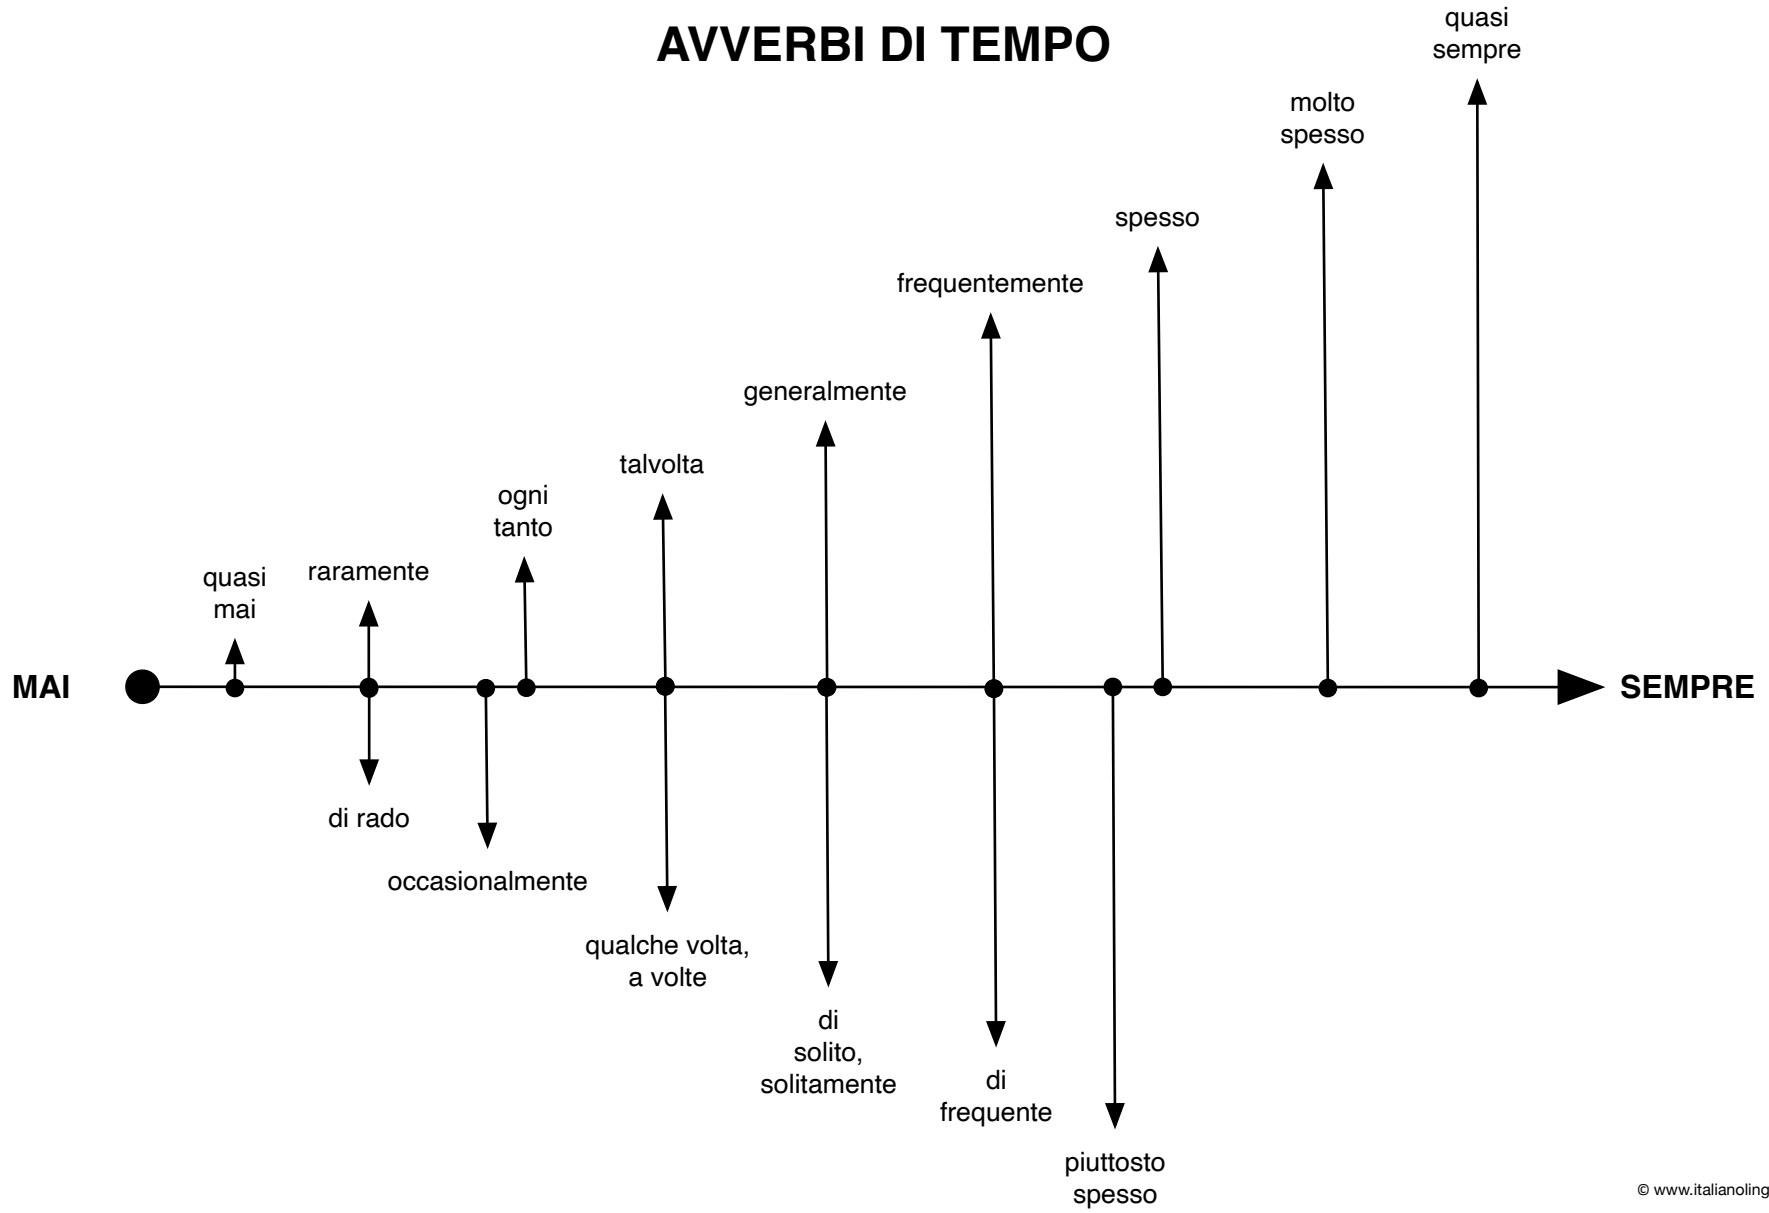 AVVERBI DI TEMPO
quasi
sempre
molto
spesso
spesso
frequentemente
generalmente
talvolta
ogni
tanto
raramente
quasi
mai
MAI
SEMPRE
di rado
occasionalmente
qualche volta,
a volte
di
solito,
solitamente
di
frequente
piuttosto
spesso
© www.italianoling